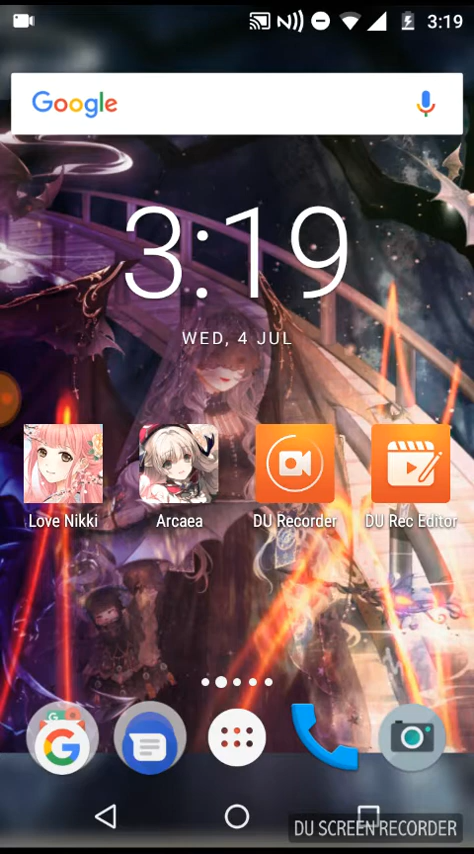 3:19
Google
3:19
WED, 4 JUL
Love Nikki
Arcaea
DU Recorder
DU Rec Editor
DU SCREEN RECORDER